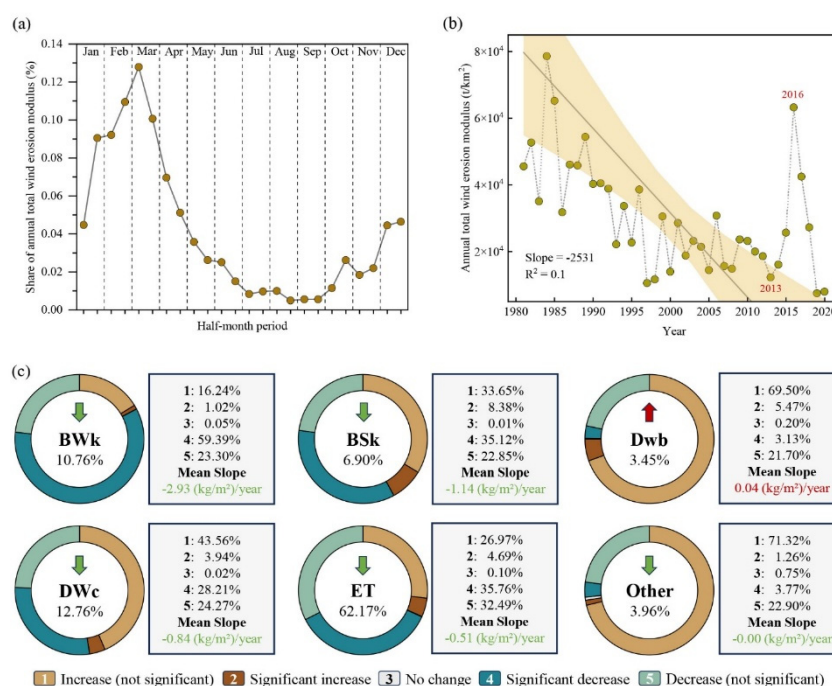 (a)
Jan Feb Mar Apr May Jun Jul Aug Sep Oct Nov Dec
0.14
0.12
0.10
0.08
0.06
0.04
0.02
0.00
Share of annual total wind erosion modulus (%)
Half-month period
(b)
8×10⁴
6×10⁴
4×10⁴
2×10⁴
Annual total wind erosion modulus (t/km²)
2016
2013
Slope = -2531
R² = 0.1
1980 1985 1990 1995 2000 2005 2010 2015 2020
Year
(c)
BWk
10.76%
1: 16.24%
2: 1.02%
3: 0.05%
4: 59.39%
5: 23.30%
Mean Slope
-2.93 (kg/m²)/year
BSk
6.90%
1: 33.65%
2: 8.38%
3: 0.01%
4: 35.12%
5: 22.85%
Mean Slope
-1.14 (kg/m²)/year
Dwb
3.45%
1: 69.50%
2: 5.47%
3: 0.20%
4: 3.13%
5: 21.70%
Mean Slope
0.04 (kg/m²)/year
DWc
12.76%
1: 43.56%
2: 3.94%
3: 0.02%
4: 28.21%
5: 24.27%
Mean Slope
-0.84 (kg/m²)/year
ET
62.17%
1: 26.97%
2: 4.69%
3: 0.10%
4: 35.76%
5: 32.49%
Mean Slope
-0.51 (kg/m²)/year
Other
3.96%
1: 71.32%
2: 1.26%
3: 0.75%
4: 3.77%
5: 22.90%
Mean Slope
-0.00 (kg/m²)/year
1 Increase (not significant) 2 Significant increase 3 No change 4 Significant decrease 5 Decrease (not significant)